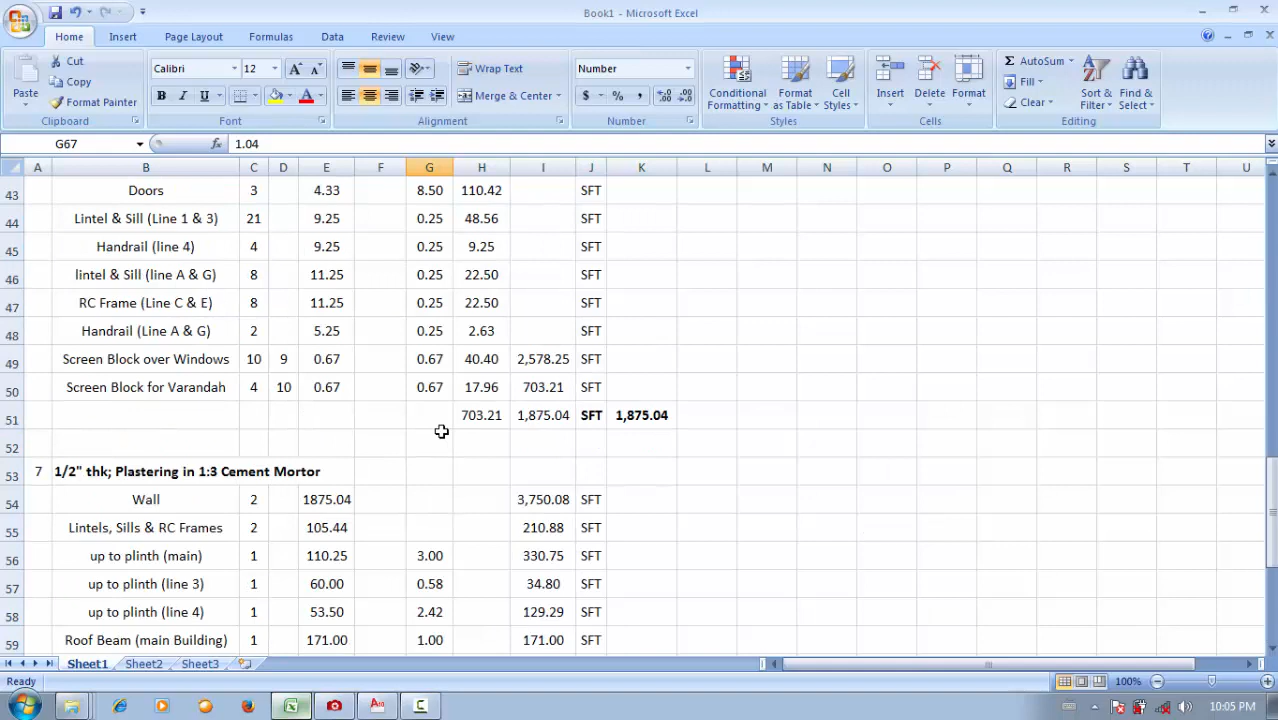 Book1 - Microsoft Excel
Home Insert Page Layout Formulas Data Review View
Cut Calibri 12 Wrap Text Number AutoSum
Paste Copy Conditional Formatting Format as Table Cell Styles Insert Delete Format Fill Sort & Filter Find & Select
Format Painter B I U A Merge & Center $ % , Clear
Clipboard Font Alignment Number Styles Cells Editing
G67 fx 1.04
A B C D E F G H I J K L M N O P Q R S T U
43 Doors 3 4.33 8.50 110.42 SFT
44 Lintel & Sill (Line 1 & 3) 21 9.25 0.25 48.56 SFT
45 Handrail (line 4) 4 9.25 0.25 9.25 SFT
46 lintel & Sill (line A & G) 8 11.25 0.25 22.50 SFT
47 RC Frame (Line C & E) 8 11.25 0.25 22.50 SFT
48 Handrail (Line A & G) 2 5.25 0.25 2.63 SFT
49 Screen Block over Windows 10 9 0.67 0.67 40.40 2,578.25 SFT
50 Screen Block for Varandah 4 10 0.67 0.67 17.96 703.21 SFT
51 703.21 1,875.04 SFT 1,875.04
52
53 7 1/2" thk; Plastering in 1:3 Cement Mortor
54 Wall 2 1875.04 3,750.08 SFT
55 Lintels, Sills & RC Frames 2 105.44 210.88 SFT
56 up to plinth (main) 1 110.25 3.00 330.75 SFT
57 up to plinth (line 3) 1 60.00 0.58 34.80 SFT
58 up to plinth (line 4) 1 53.50 2.42 129.29 SFT
59 Roof Beam (main Building) 1 171.00 1.00 171.00 SFT
Sheet1 Sheet2 Sheet3
Ready 100%
10:05 PM